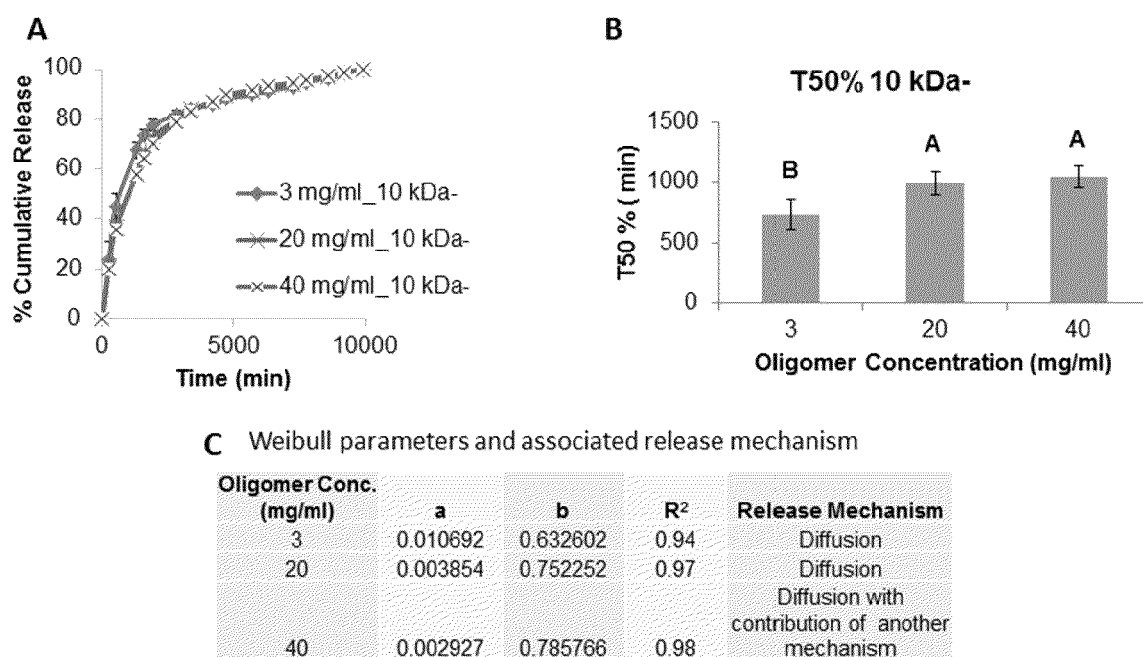 A
% Cumulative Release
100
80
60
40
20
0
0 5000 10000
Time (min)
3 mg/ml_10 kDa-
20 mg/ml_10 kDa-
40 mg/ml_10 kDa-
B
T50% 10 kDa-
T50 % ( min)
1500
1000
500
0
B A A
3 20 40
Oligomer Concentration (mg/ml)
C Weibull parameters and associated release mechanism
Oligomer Conc.
(mg/ml) a b R² Release Mechanism
3 0.010692 0.632602 0.94 Diffusion
20 0.003854 0.752252 0.97 Diffusion
Diffusion with
contribution of another
40 0.002927 0.785766 0.98 mechanism